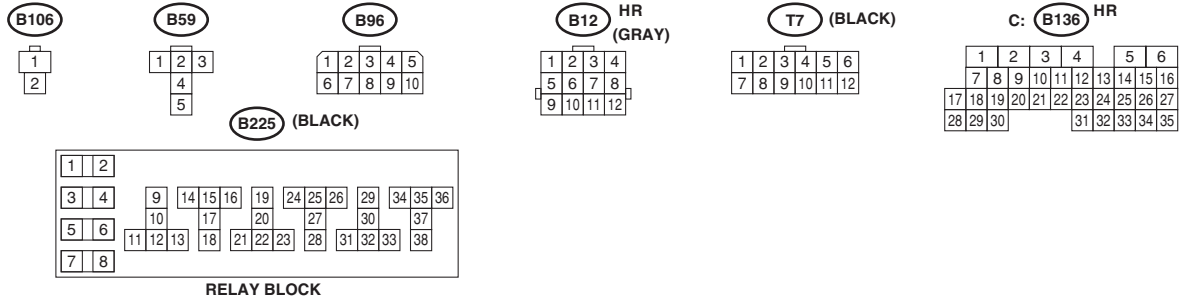 B106 B59 B96 B12 HR (GRAY) T7 (BLACK) C: B136 HR
1 1 2 3 1 2 3 4 5 1 2 3 4 1 2 3 4 5 6 1 2 3 4 5 6
2 4 6 7 8 9 10 5 6 7 8 7 8 9 10 11 12 7 8 9 10 11 12 13 14 15 16
5 9 10 11 12 17 18 19 20 21 22 23 24 25 26 27
28 29 30 31 32 33 34 35
B225 (BLACK)
1 2
3 4 9 14 15 16 19 24 25 26 29 34 35 36
10 17 20 27 30 37
5 6 11 12 13 18 21 22 23 28 31 32 33 38
7 8
RELAY BLOCK